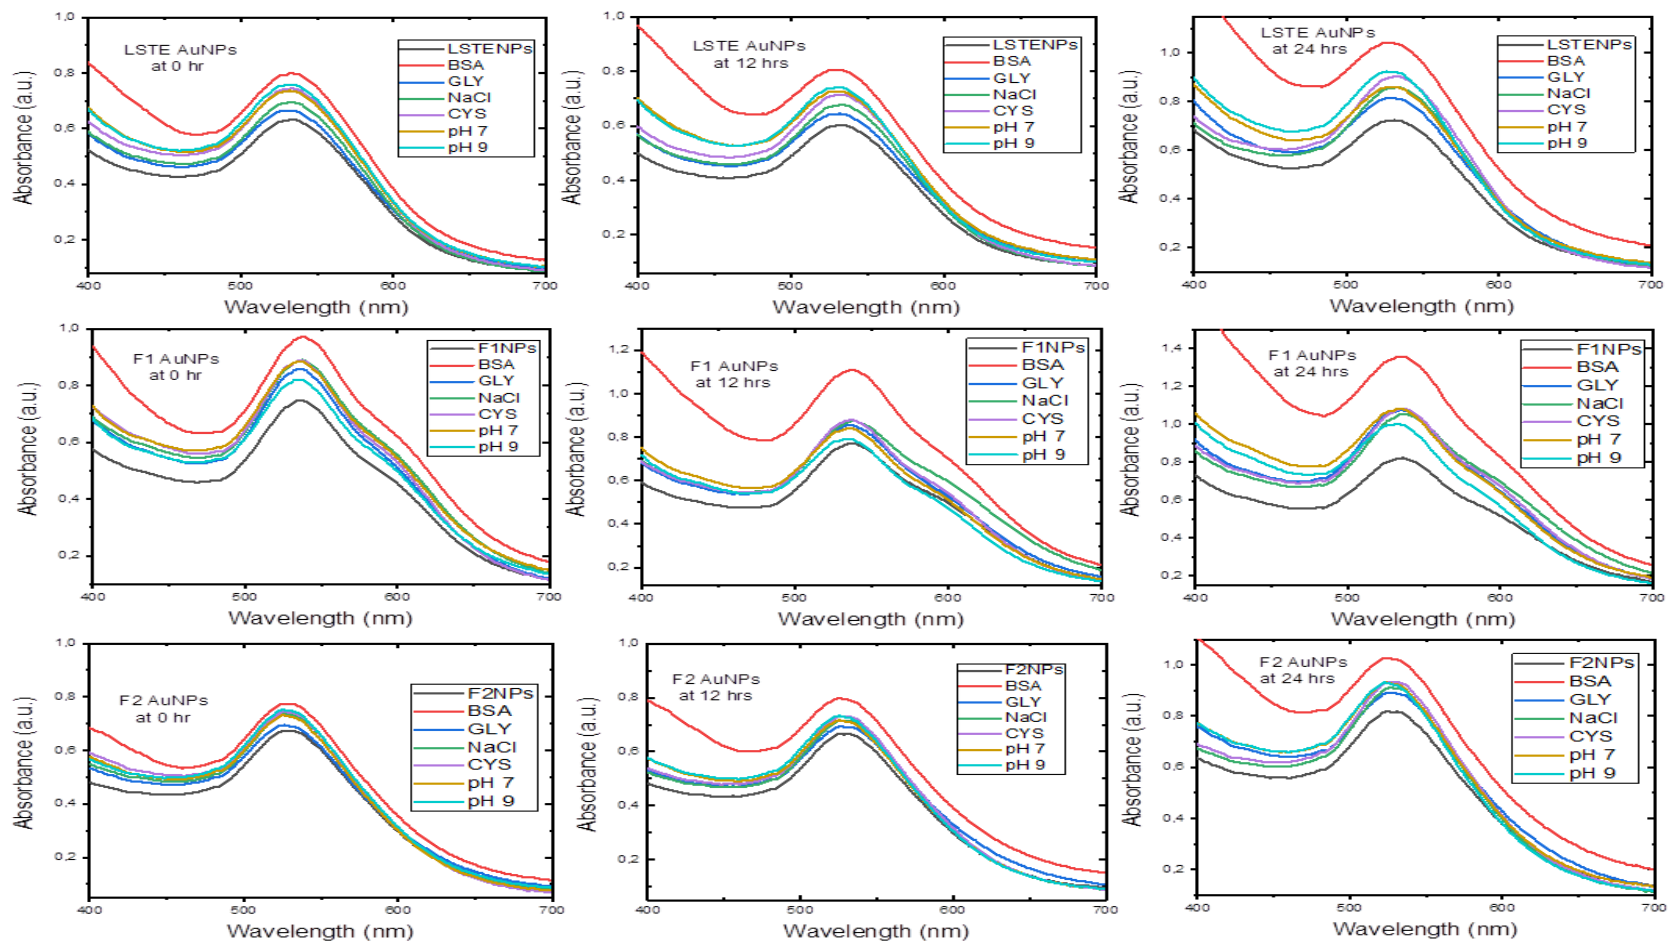 1,0
0,8
0,6
0,4
0,2
400
500
600
700
Absorbance (a.u.)
Wavelength (nm)
LSTE AuNPs
at 0 hr
LSTENPs
BSA
GLY
NaCl
CYS
pH 7
pH 9
1,0
0,8
0,6
0,4
0,2
400
500
600
700
Absorbance (a.u.)
Wavelength (nm)
LSTE AuNPs
at 12 hrs
LSTENPs
BSA
GLY
NaCl
CYS
pH 7
pH 9
1,0
0,8
0,6
0,4
0,2
400
500
600
700
Absorbance (a.u.)
Wavelength (nm)
LSTE AuNPs
at 24 hrs
LSTENPs
BSA
GLY
NaCl
CYS
pH 7
pH 9
1,0
0,8
0,6
0,4
0,2
400
500
600
700
Absorbance (a.u.)
Wavelength (nm)
F1 AuNPs
at 0 hr
F1NPs
BSA
GLY
NaCl
CYS
pH 7
pH 9
1,2
1,0
0,8
0,6
0,4
0,2
400
500
600
700
Absorbance (a.u.)
Wavelength (nm)
F1 AuNPs
at 12 hrs
F1NPs
BSA
GLY
NaCl
CYS
pH 7
pH 9
1,4
1,2
1,0
0,8
0,6
0,4
0,2
400
500
600
700
Absorbance (a.u.)
Wavelength (nm)
F1 AuNPs
at 24 hrs
F1NPs
BSA
GLY
NaCl
CYS
pH 7
pH 9
1,0
0,8
0,6
0,4
0,2
400
500
600
700
Absorbance (a.u.)
Wavelength (nm)
F2 AuNPs
at 0 hr
F2NPs
BSA
GLY
NaCl
CYS
pH 7
pH 9
1,0
0,8
0,6
0,4
0,2
400
500
600
700
Absorbance (a.u.)
Wavelength (nm)
F2 AuNPs
at 12 hrs
F2NPs
BSA
GLY
NaCl
CYS
pH 7
pH 9
1,0
0,8
0,6
0,4
0,2
400
500
600
700
Absorbance (a.u.)
Wavelength (nm)
F2 AuNPs
at 24 hrs
F2NPs
BSA
GLY
NaCl
CYS
pH 7
pH 9